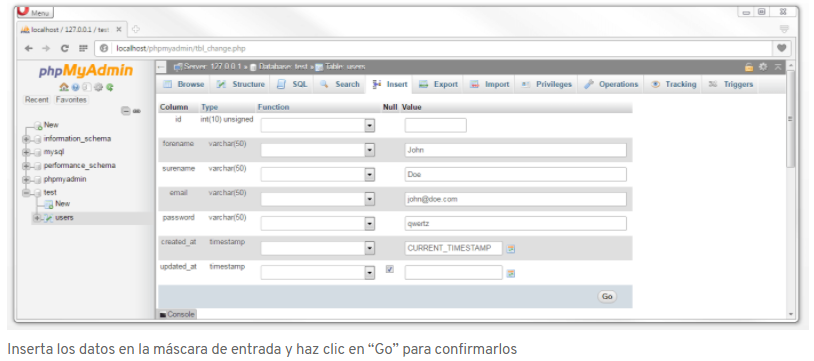 Menu
localhost / 127.0.0.1 / test
localhost/phpmyadmin/tbl_change.php
phpMyAdmin
Recent Favorites
New
information_schema
mysql
performance_schema
phpmyadmin
test
New
users
Server: 127.0.0.1 » Database: test » Table: users
Browse Structure SQL Search Insert Export Import Privileges Operations Tracking Triggers
Column Type Function Null Value
id int(10) unsigned
forename varchar(50) John
surename varchar(50) Doe
email varchar(50) john@doe.com
password varchar(50) qwertz
created_at timestamp CURRENT_TIMESTAMP
updated_at timestamp
Go
Console
Inserta los datos en la máscara de entrada y haz clic en “Go” para confirmarlos